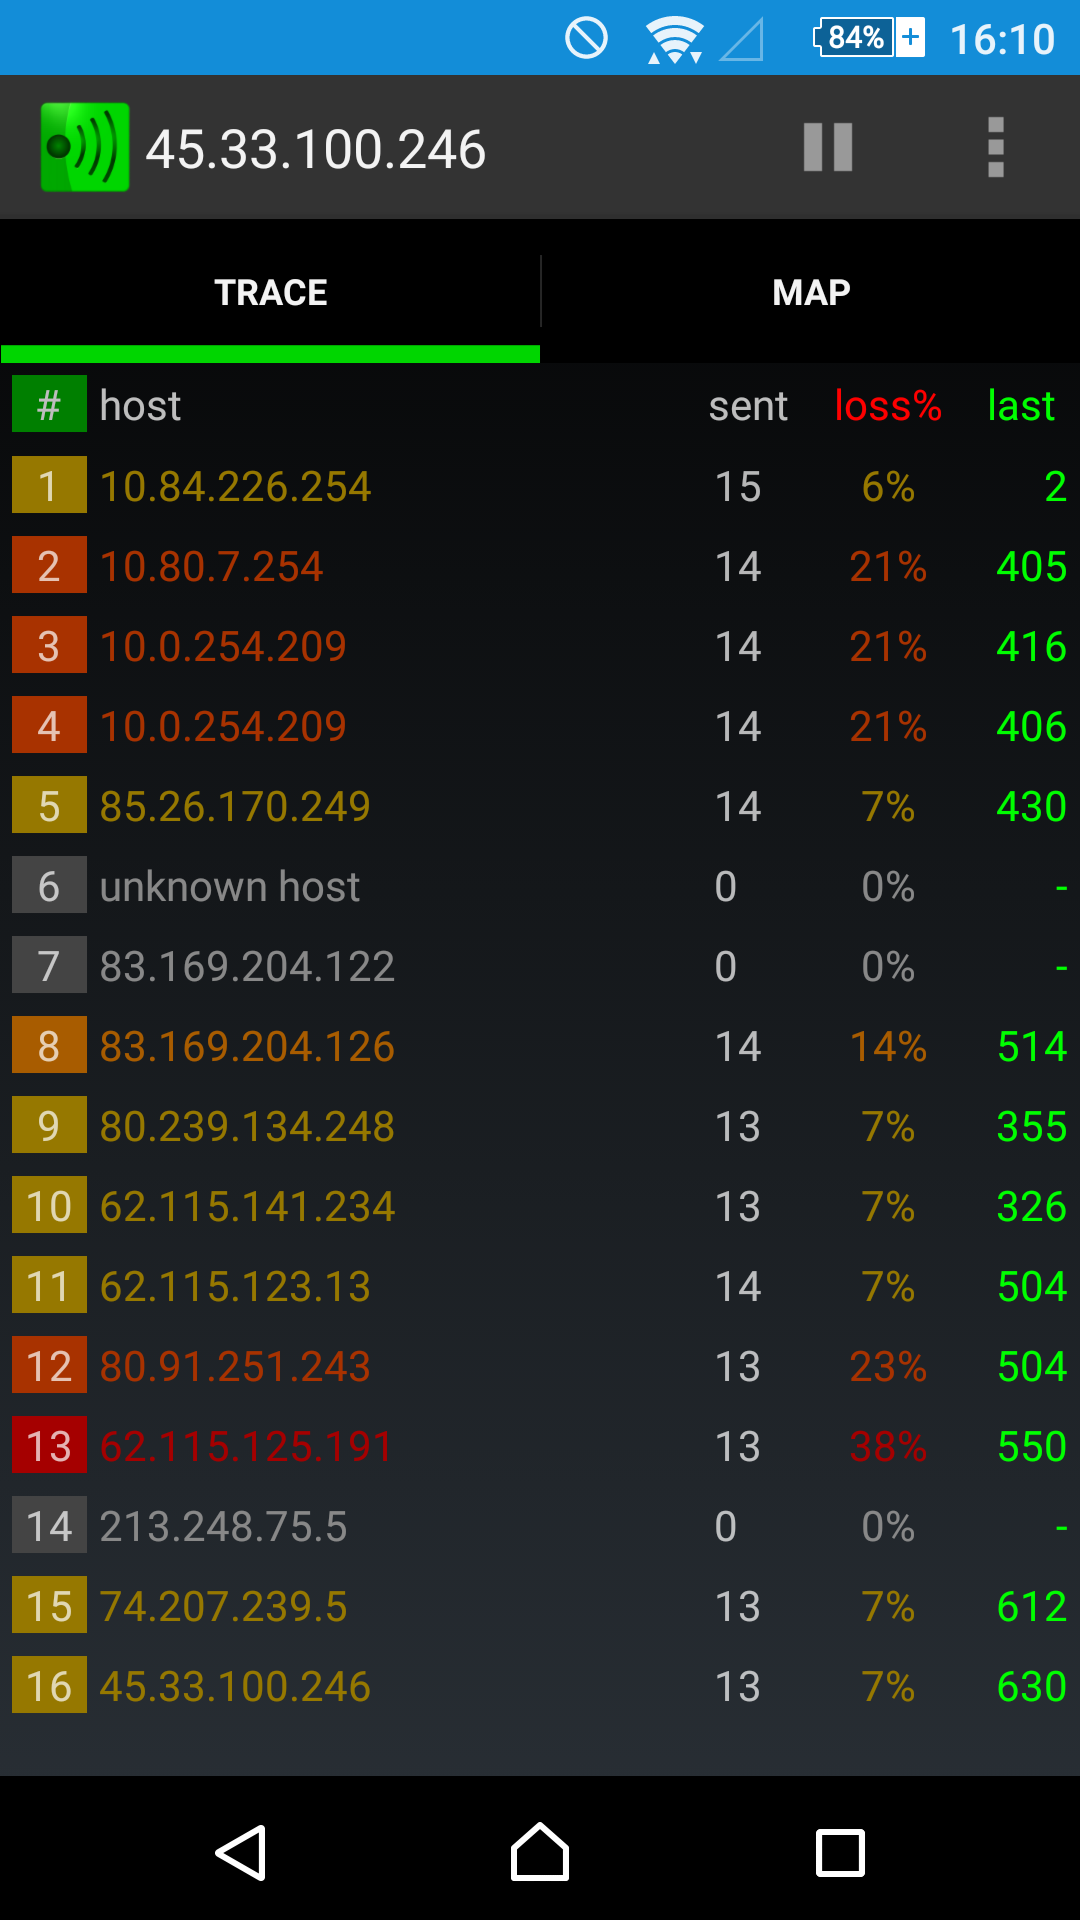 84% 16:10
45.33.100.246
TRACE MAP
# host sent loss% last
1 10.84.226.254 15 6% 2
2 10.80.7.254 14 21% 405
3 10.0.254.209 14 21% 416
4 10.0.254.209 14 21% 406
5 85.26.170.249 14 7% 430
6 unknown host 0 0% -
7 83.169.204.122 0 0% -
8 83.169.204.126 14 14% 514
9 80.239.134.248 13 7% 355
10 62.115.141.234 13 7% 326
11 62.115.123.13 14 7% 504
12 80.91.251.243 13 23% 504
13 62.115.125.191 13 38% 550
14 213.248.75.5 0 0% -
15 74.207.239.5 13 7% 612
16 45.33.100.246 13 7% 630